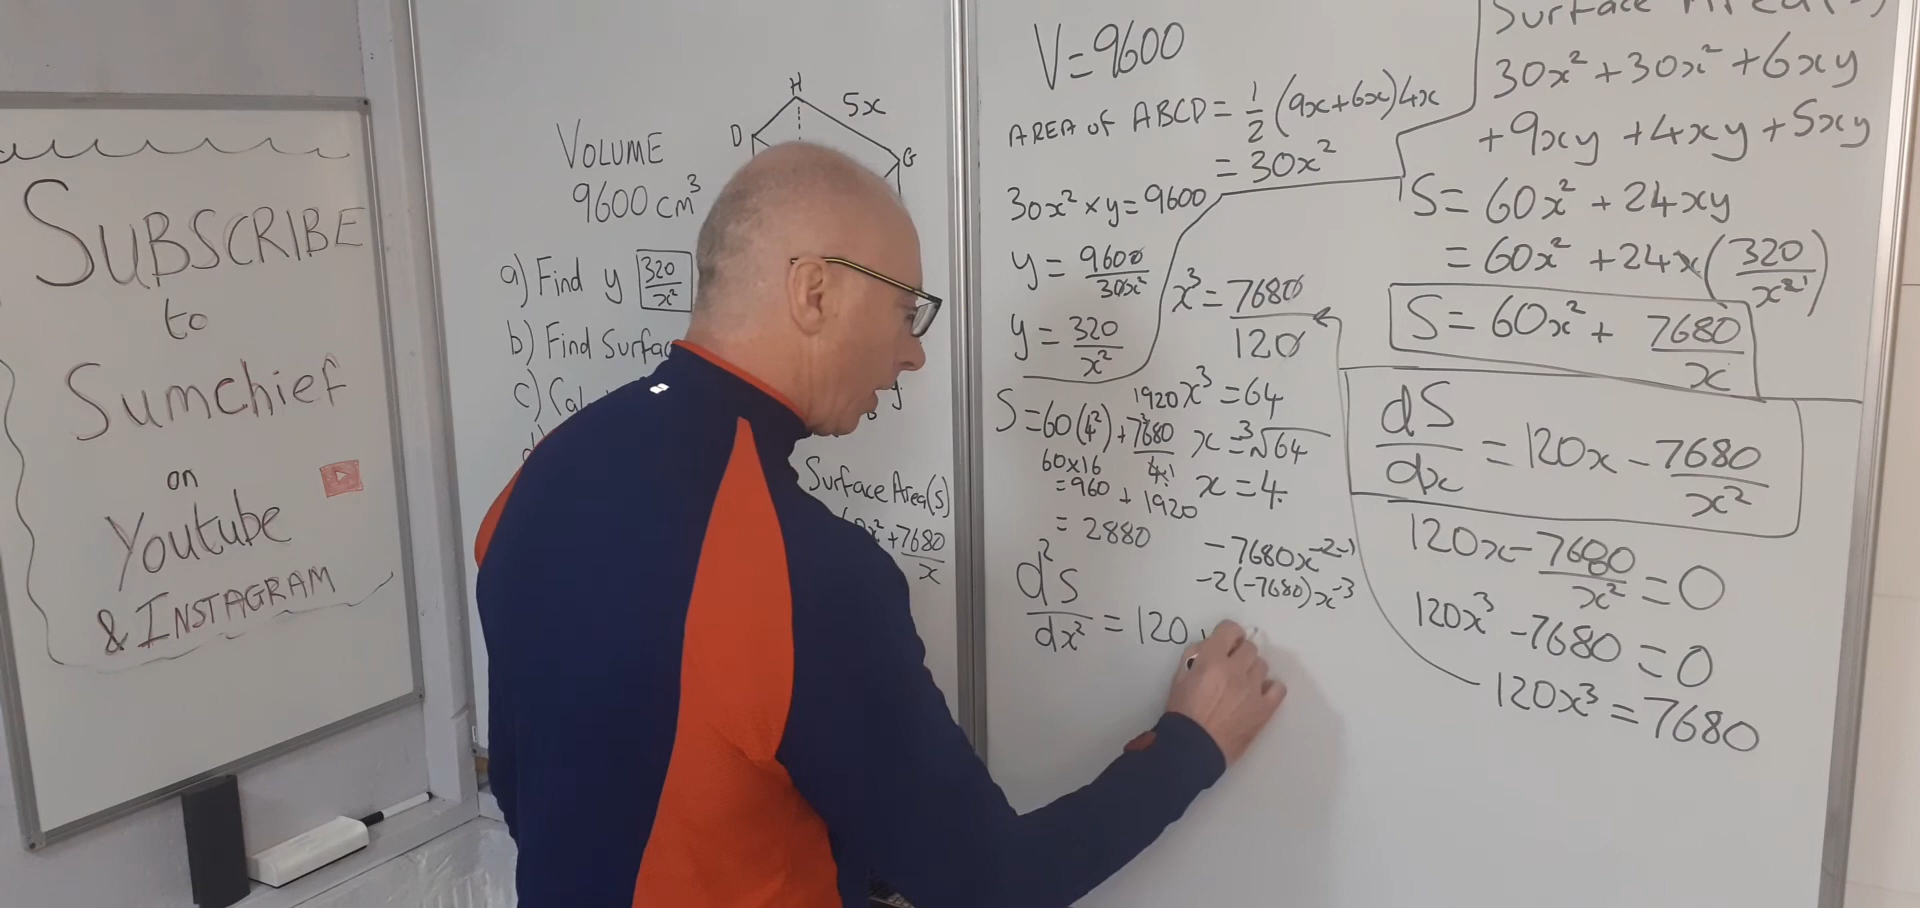 SUBSCRIBE
to
Sumchief
on
Youtube
& INSTAGRAM
VOLUME
9600 cm³
H
5x
D
G
a) Find y 320/x²
b) Find
c)
Surface Area(s)
+ 7680/x
V=9600
AREA OF ABCD = 1/2 (9x+6x)4x
= 30x²
30x² × y = 9600
y = 9600/30x²
y = 320/x²
x³ = 7680/120
x³ = 64
x = ³√64
x = 4.
S = 60(4²) + 7680/4
60×16
= 960 + 1920
= 2880
1920
-7680x⁻²⁻¹
-2(-7680)x⁻³
d²S/dx² = 120
Surface
30x² + 30x² + 6xy
+ 9xy + 4xy + 5xy
S = 60x² + 24xy
= 60x² + 24x(320/x²)
S = 60x² + 7680/x
dS/dx = 120x - 7680/x²
120x - 7680/x² = 0
120x³ - 7680 = 0
120x³ = 7680